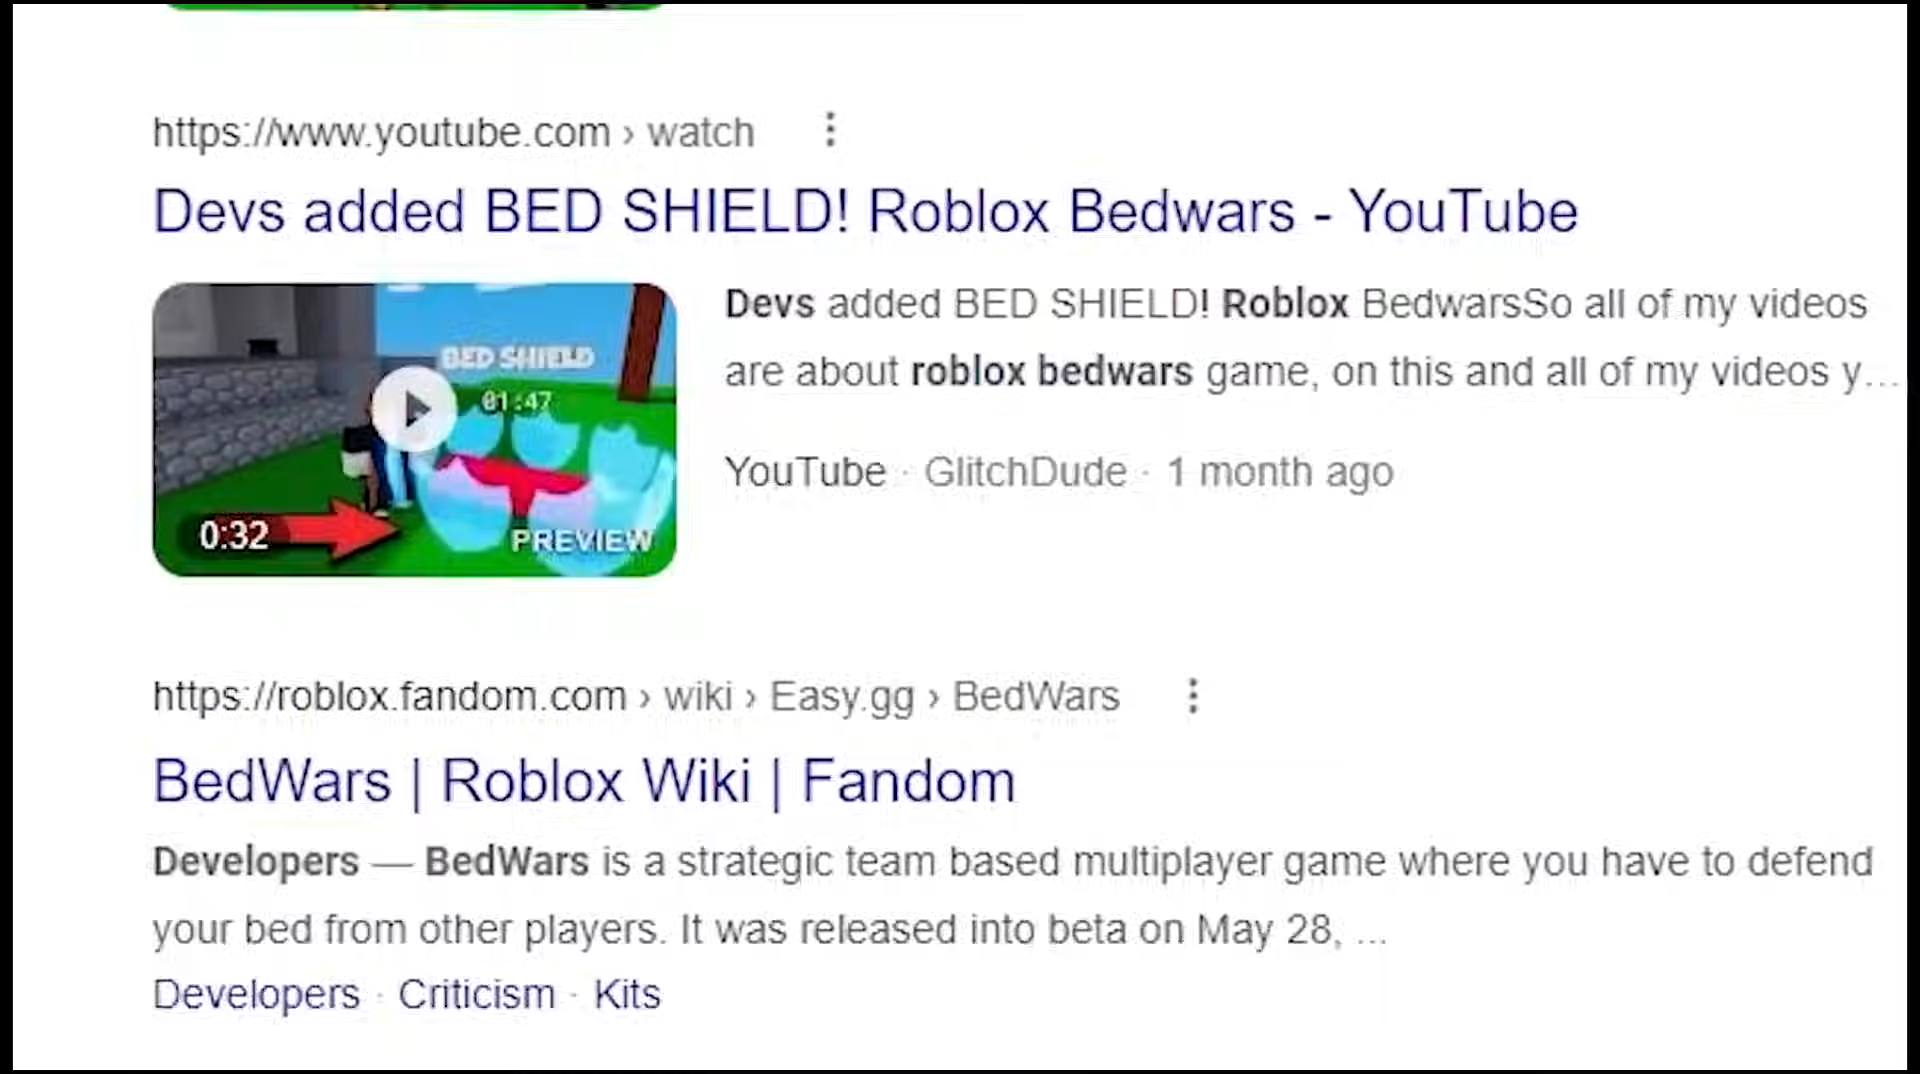 https://www.youtube.com › watch
Devs added BED SHIELD! Roblox Bedwars - YouTube
BED SHIELD
01:47
0:32
PREVIEW
Devs added BED SHIELD! Roblox BedwarsSo all of my videos
are about roblox bedwars game, on this and all of my videos y...
YouTube · GlitchDude · 1 month ago
https://roblox.fandom.com › wiki › Easy.gg › BedWars
BedWars | Roblox Wiki | Fandom
Developers — BedWars is a strategic team based multiplayer game where you have to defend
your bed from other players. It was released into beta on May 28, ...
Developers · Criticism · Kits